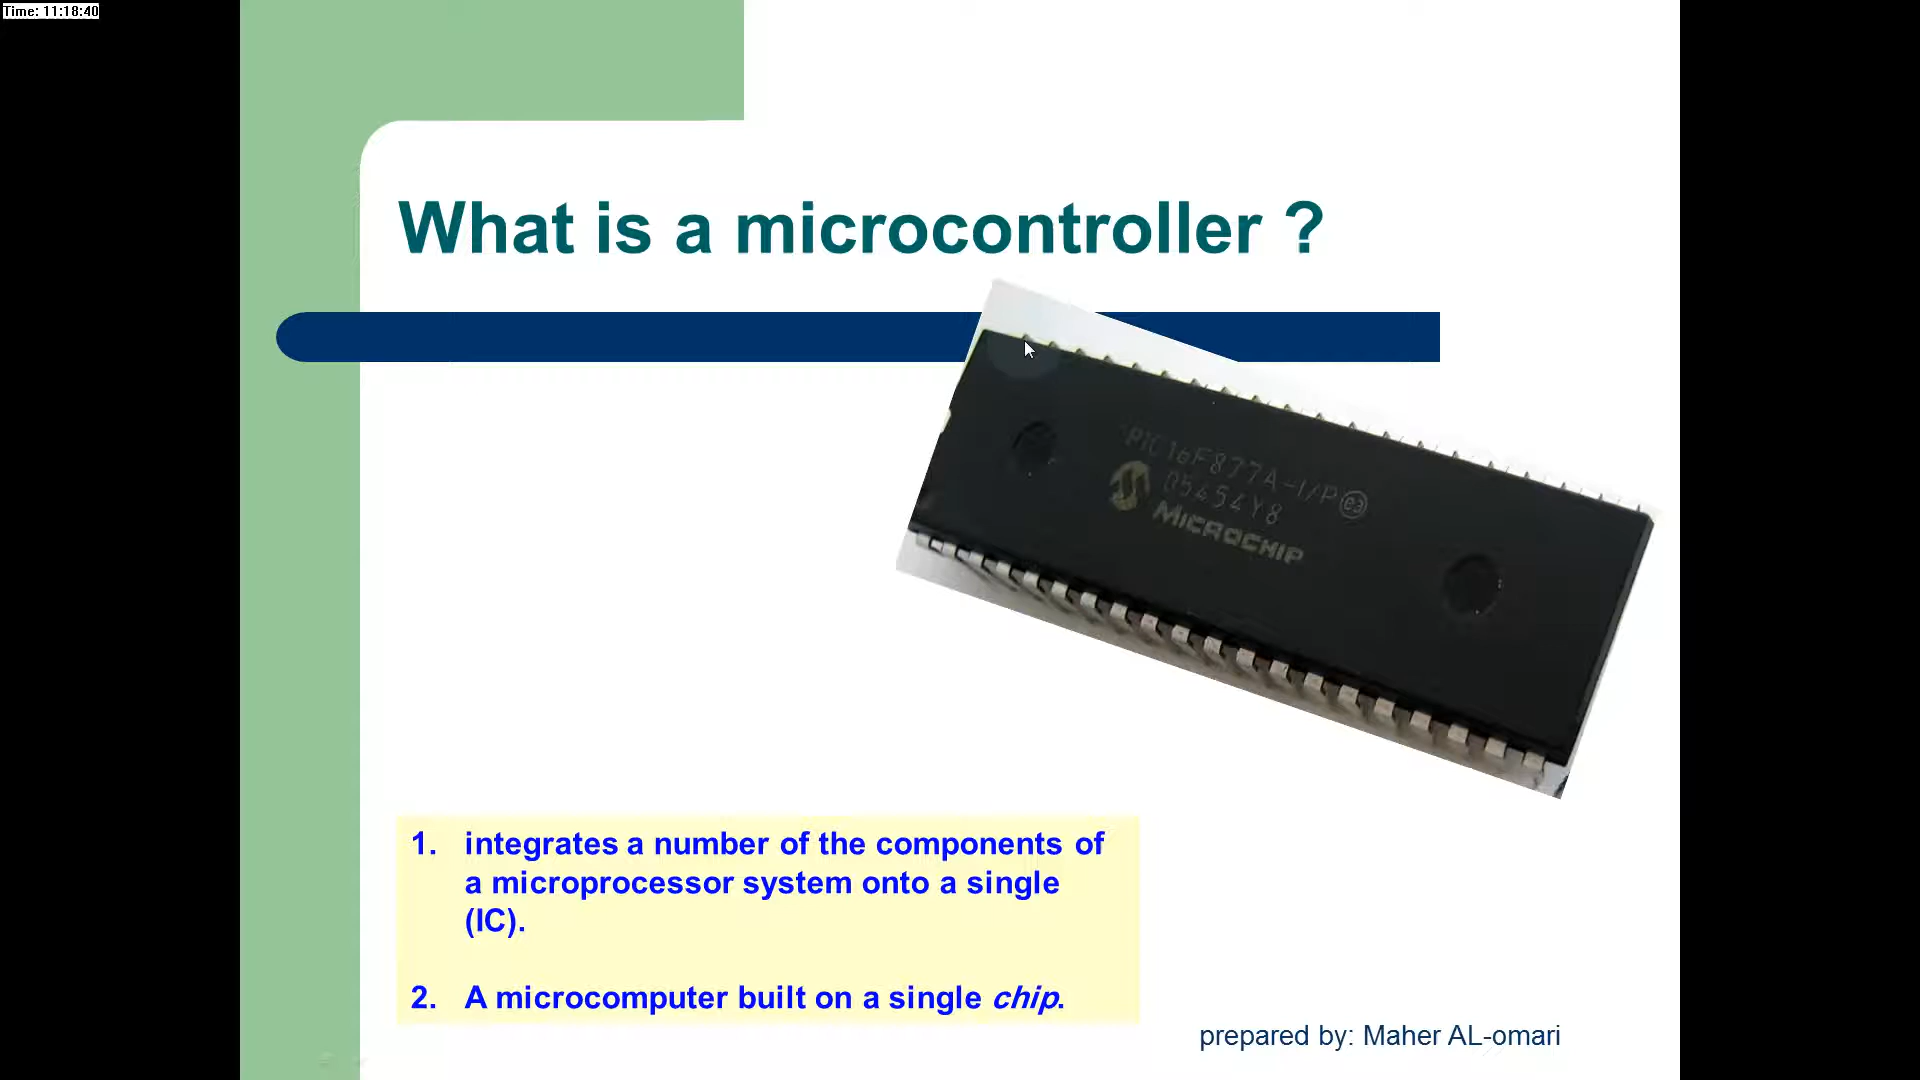 Time: 11:18:40
What is a microcontroller ?
PIC16F877A-I/P
e3
05454Y8
MICROCHIP
1. integrates a number of the components of
a microprocessor system onto a single
(IC).
2. A microcomputer built on a single chip.
prepared by: Maher AL-omari